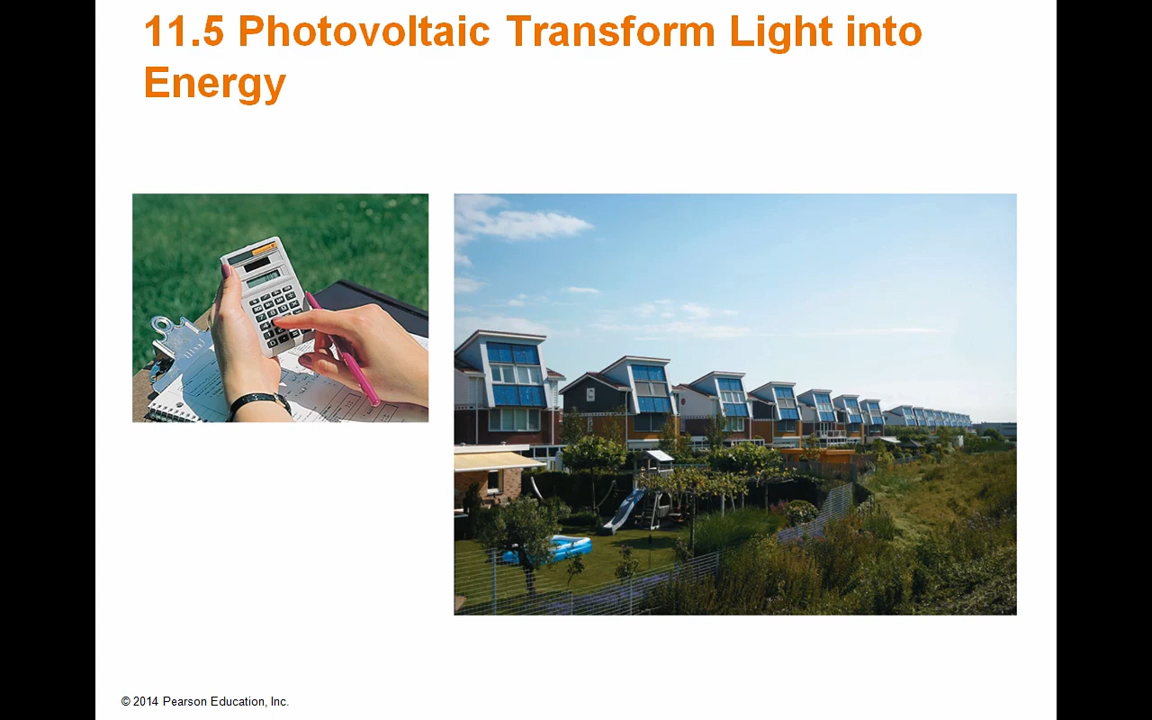 11.5 Photovoltaic Transform Light into
Energy
© 2014 Pearson Education, Inc.